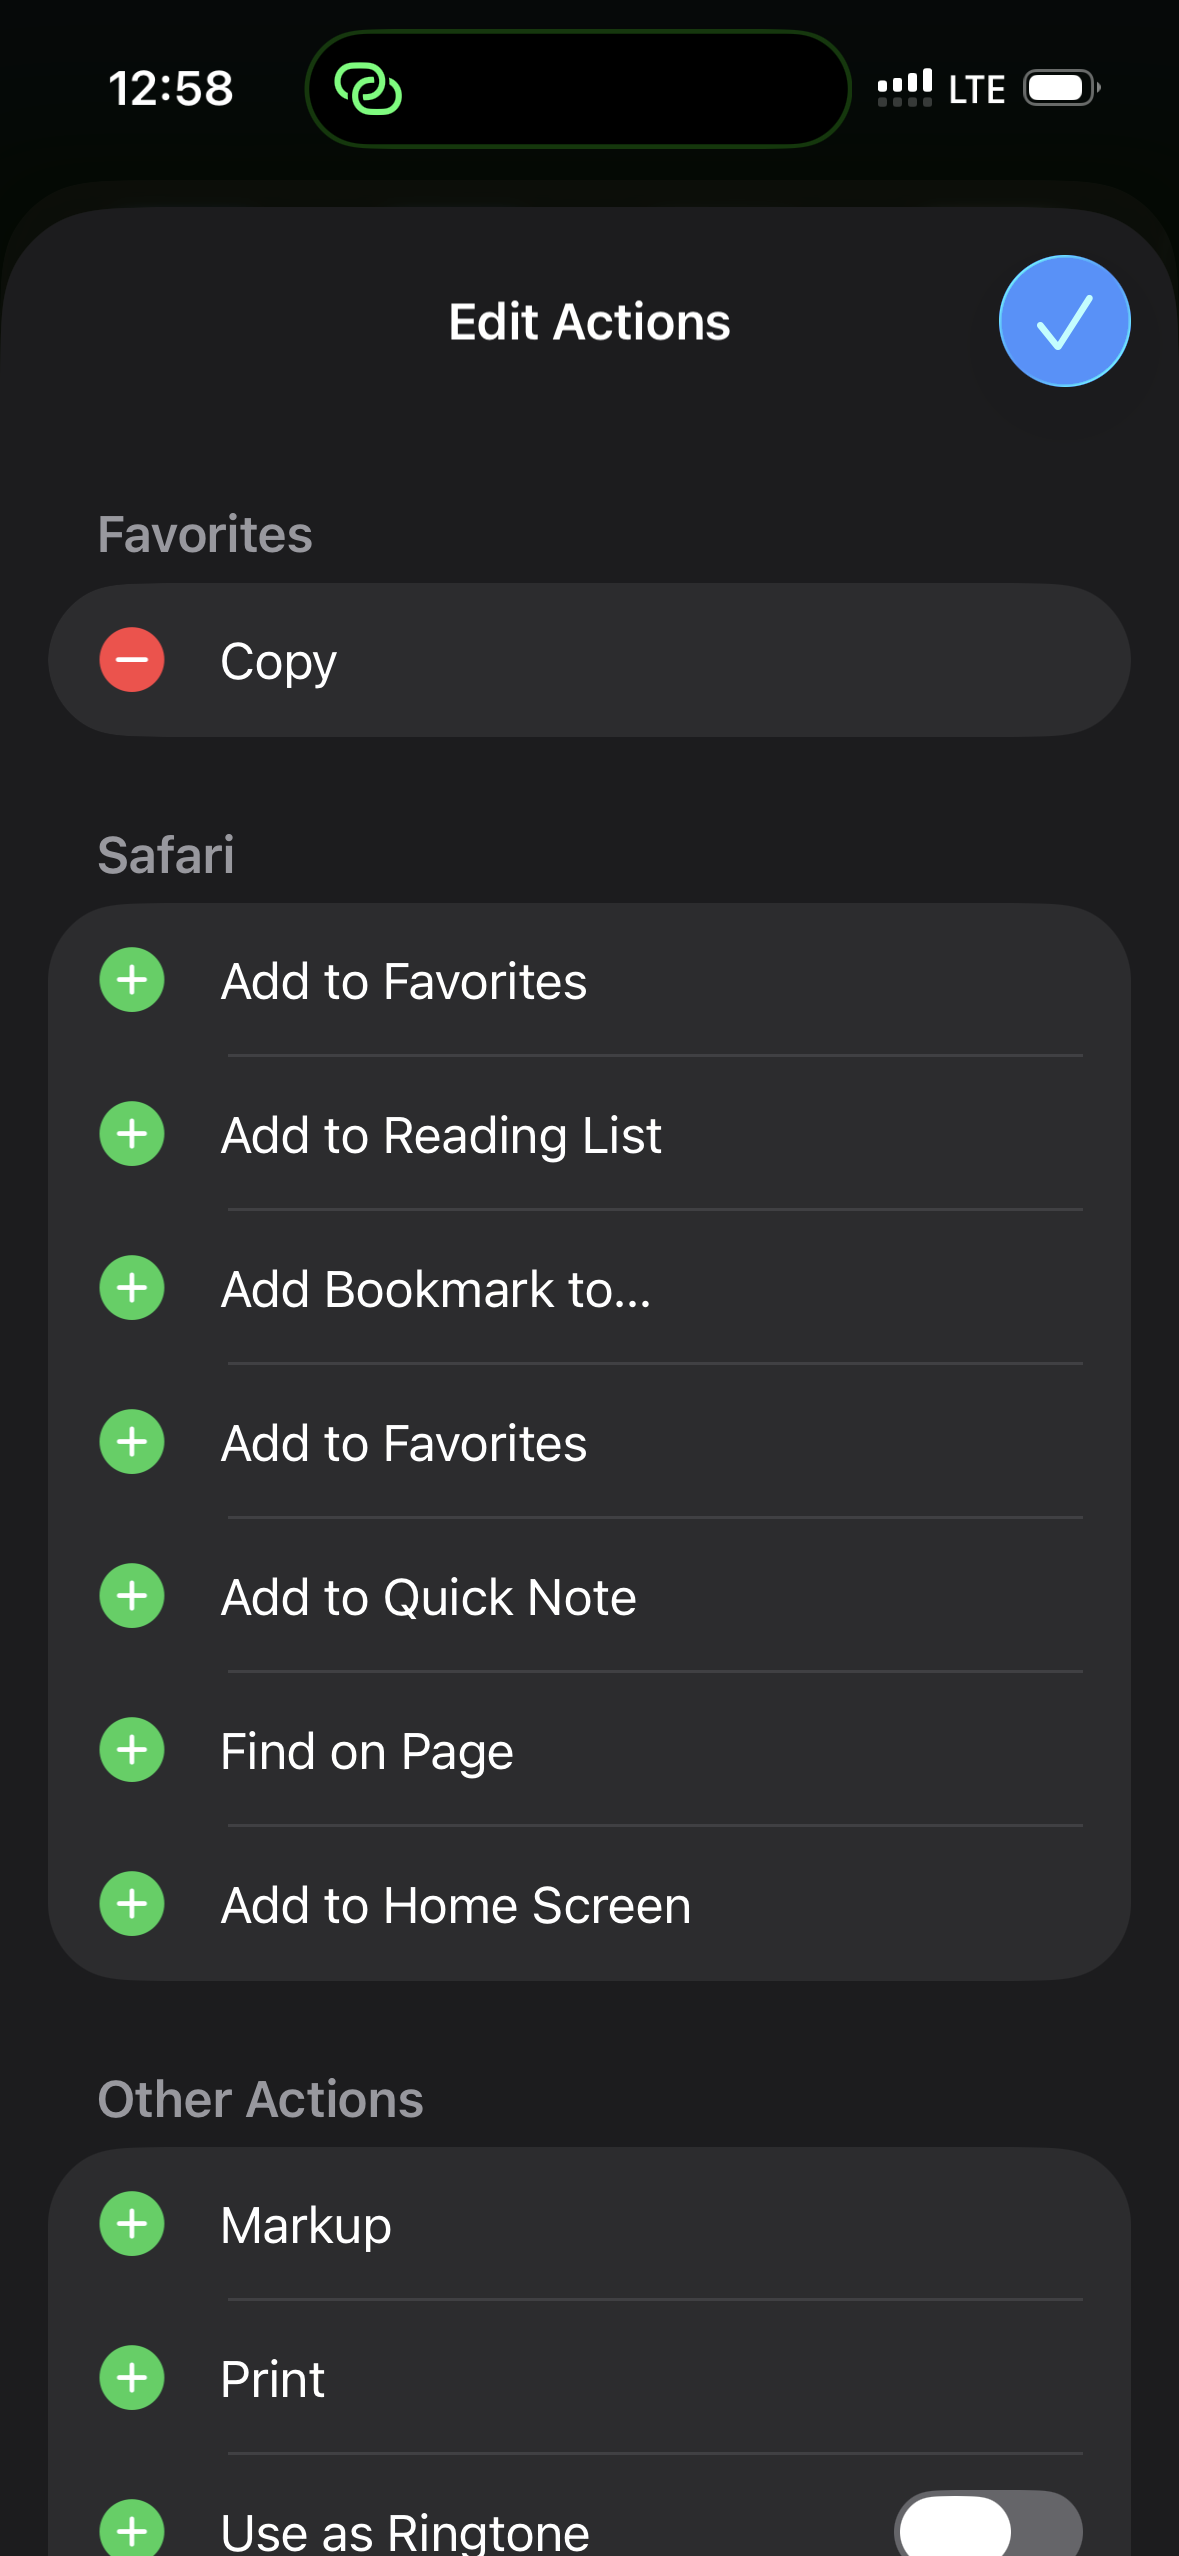 12:58
LTE
Edit Actions
Favorites
Copy
Safari
Add to Favorites
Add to Reading List
Add Bookmark to...
Add to Favorites
Add to Quick Note
Find on Page
Add to Home Screen
Other Actions
Markup
Print
Use as Ringtone